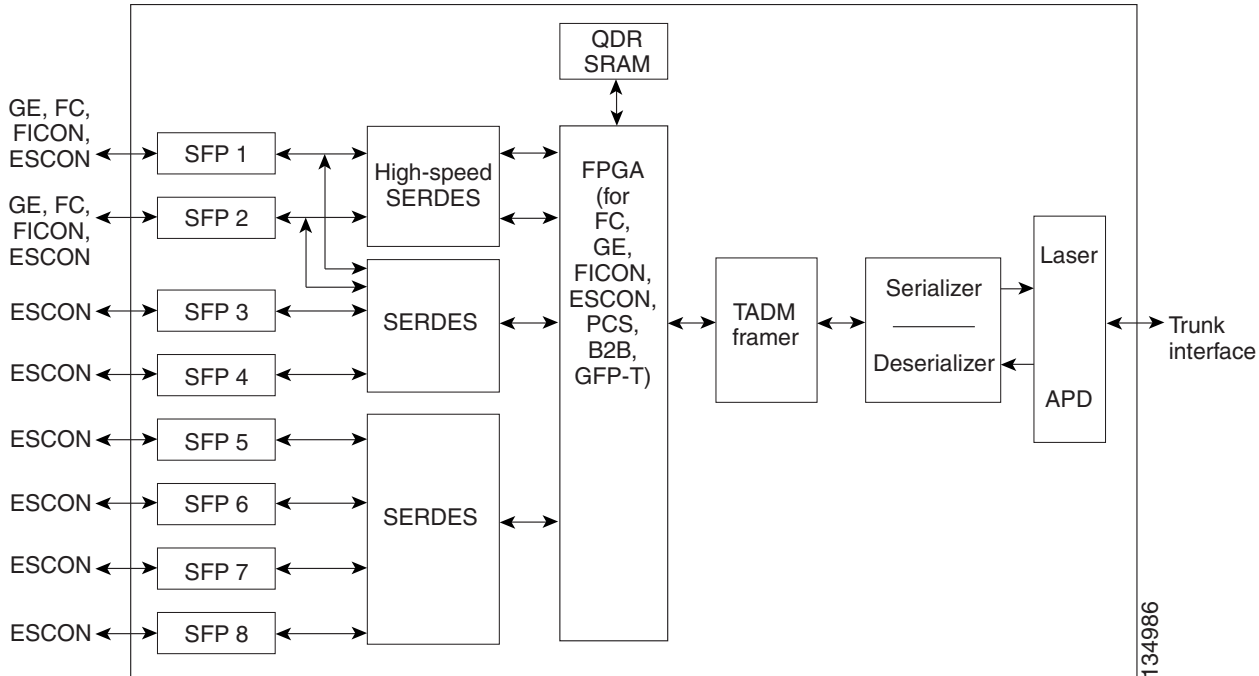 QDR
SRAM
GE, FC,
FICON,
ESCON
SFP 1
GE, FC,
FICON,
ESCON
SFP 2
ESCON
SFP 3
ESCON
SFP 4
ESCON
SFP 5
ESCON
SFP 6
ESCON
SFP 7
ESCON
SFP 8
High-speed
SERDES
SERDES
SERDES
FPGA
(for
FC,
GE,
FICON,
ESCON,
PCS,
B2B,
GFP-T)
TADM
framer
Serializer
Deserializer
Laser
APD
Trunk
interface
134986